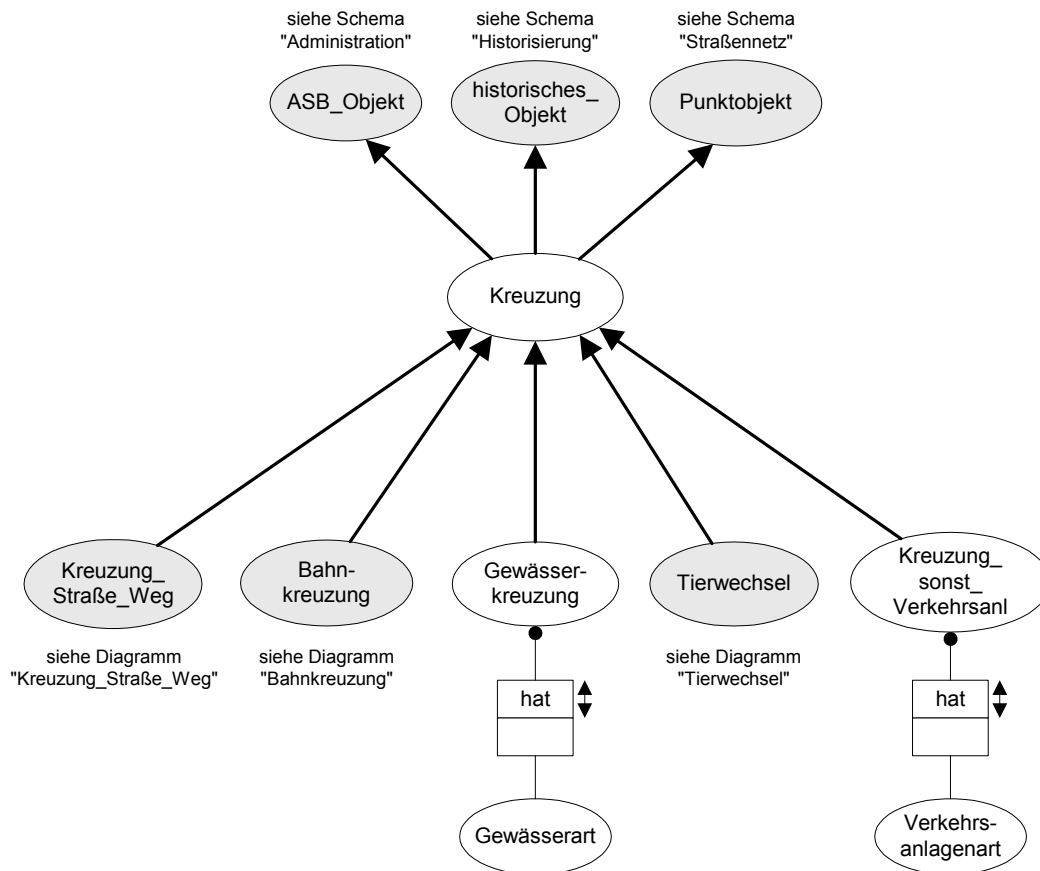 siehe Schema
"Administration"
siehe Schema
"Historisierung"
siehe Schema
"Straßennetz"
ASB_Objekt
historisches_
Objekt
Punktobjekt
Kreuzung
Kreuzung_
Straße_Weg
Bahn-
kreuzung
Gewässer-
kreuzung
Tierwechsel
Kreuzung_
sonst_
Verkehrsanl
siehe Diagramm
"Kreuzung_Straße_Weg"
siehe Diagramm
"Bahnkreuzung"
siehe Diagramm
"Tierwechsel"
hat
hat
Gewässerart
Verkehrs-
anlagenart